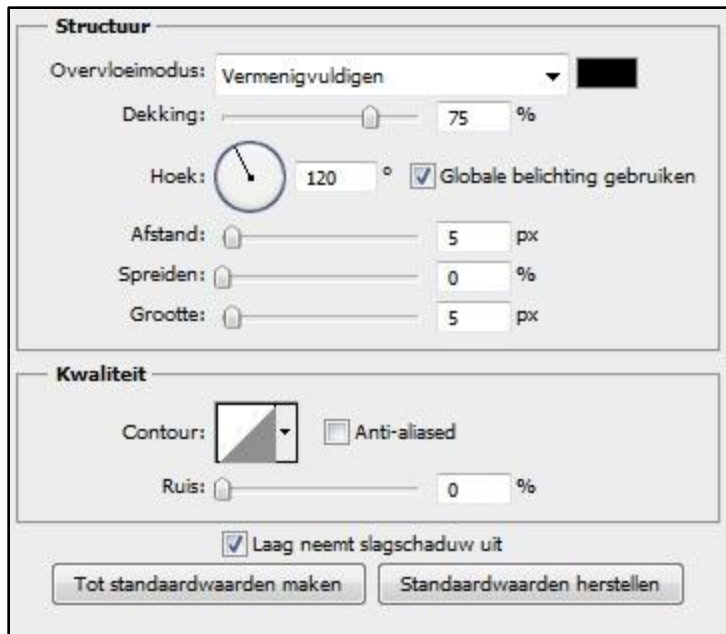 Structuur
Overvloeimodus: Vermenigvuldigen
Dekking: 75 %
Hoek: 120 ° Globale belichting gebruiken
Afstand: 5 px
Spreiden: 0 %
Grootte: 5 px
Kwaliteit
Contour: Anti-aliased
Ruis: 0 %
Laag neemt slagschaduw uit
Tot standaardwaarden maken Standaardwaarden herstellen